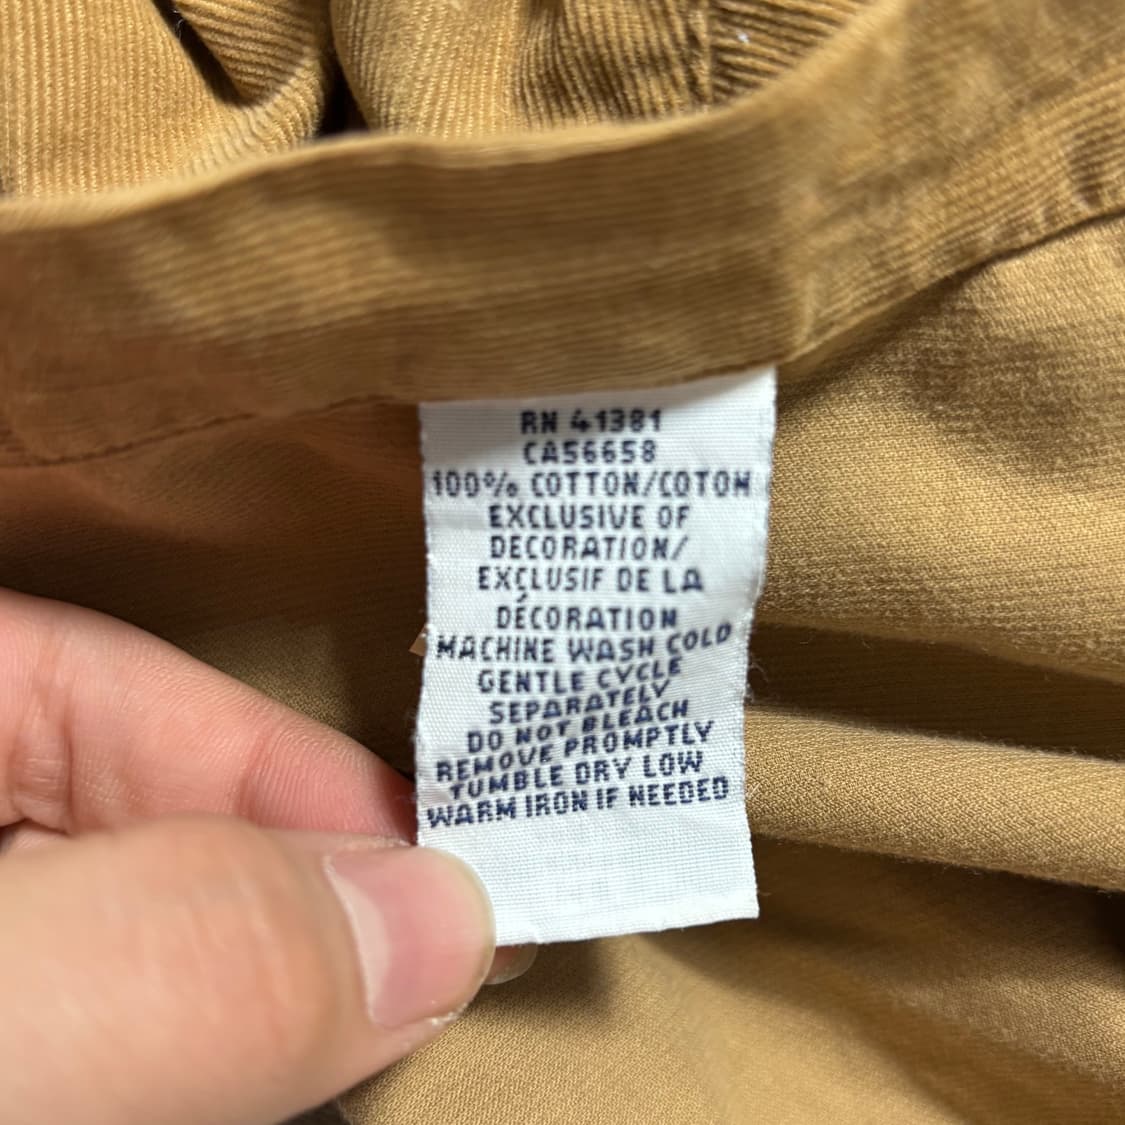 RN 41381
CA56658
100% COTTON/COTON
EXCLUSIVE OF
DECORATION/
EXCLUSIF DE LA
DÉCORATION
MACHINE WASH COLD
GENTLE CYCLE
SEPARATELY
DO NOT BLEACH
REMOVE PROMPTLY
TUMBLE DRY LOW
WARM IRON IF NEEDED